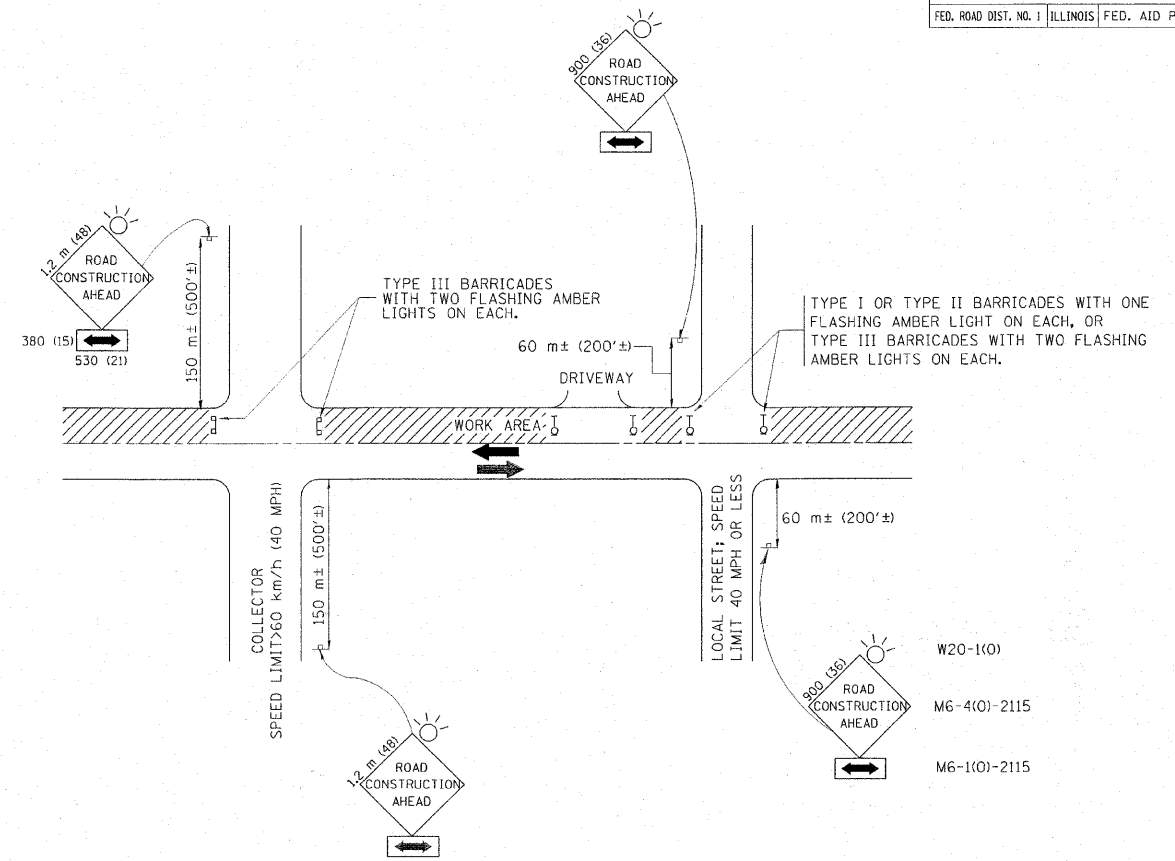 FED. ROAD DIST. NO. 1 ILLINOIS FED. AID P
900 (36)
ROAD
CONSTRUCTION
AHEAD
1.2 m (48)
ROAD
CONSTRUCTION
AHEAD
380 (15)
530 (21)
150 m± (500'±)
TYPE III BARRICADES
WITH TWO FLASHING AMBER
LIGHTS ON EACH.
60 m± (200'±)
DRIVEWAY
TYPE I OR TYPE II BARRICADES WITH ONE
FLASHING AMBER LIGHT ON EACH, OR
TYPE III BARRICADES WITH TWO FLASHING
AMBER LIGHTS ON EACH.
WORK AREA
COLLECTOR
SPEED LIMIT>60 km/h (40 MPH)
150 m± (500'±)
LOCAL STREET; SPEED
LIMIT 40 MPH OR LESS
60 m± (200'±)
1.2 m (48)
ROAD
CONSTRUCTION
AHEAD
900 (36)
ROAD
CONSTRUCTION
AHEAD
W20-1(O)
M6-4(O)-2115
M6-1(O)-2115